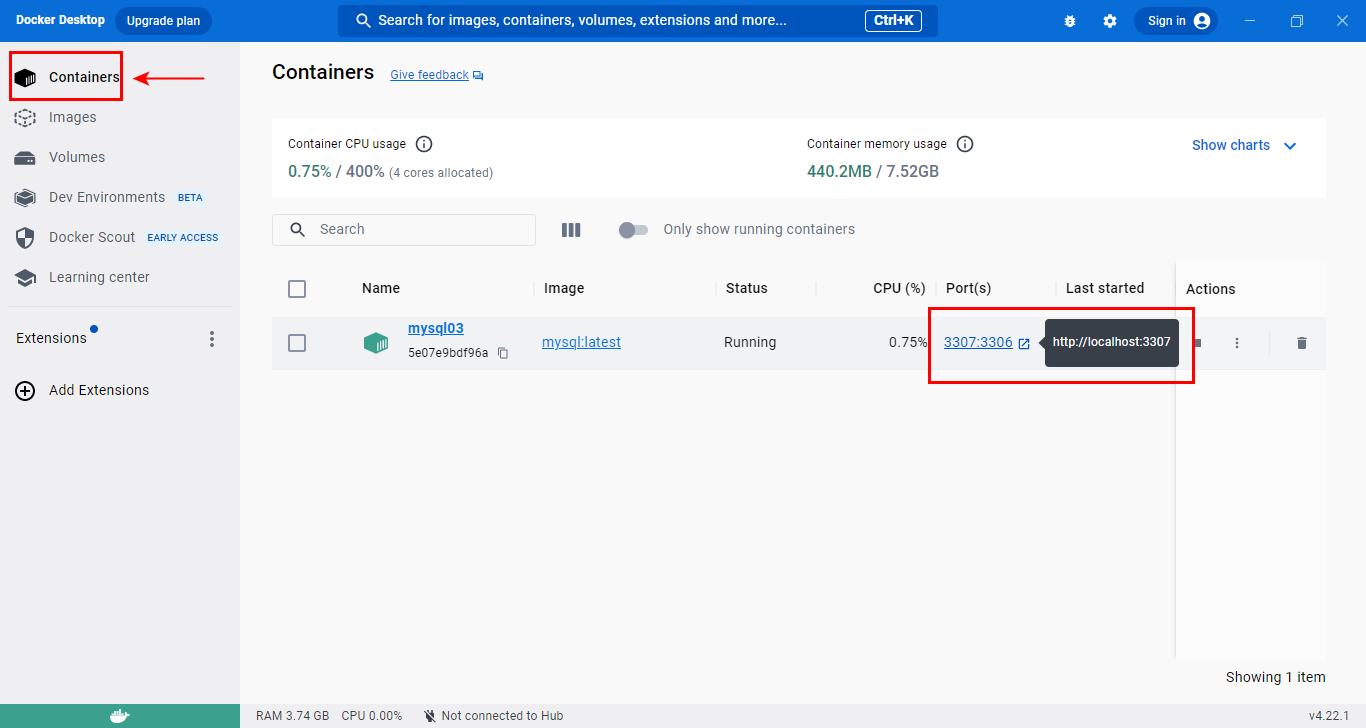 Docker Desktop
Upgrade plan
Search for images, containers, volumes, extensions and more...
Ctrl+K
Sign in
Containers
Images
Volumes
Dev Environments BETA
Docker Scout EARLY ACCESS
Learning center
Extensions
Add Extensions
Containers
Give feedback
Container CPU usage
0.75% / 400% (4 cores allocated)
Container memory usage
440.2MB / 7.52GB
Show charts
Search
Only show running containers
Name
Image
Status
CPU (%)
Port(s)
Last started
Actions
mysql03
5e07e9bdf96a
mysql:latest
Running
0.75%
3307:3306
http://localhost:3307
Showing 1 item
RAM 3.74 GB
CPU 0.00%
Not connected to Hub
v4.22.1